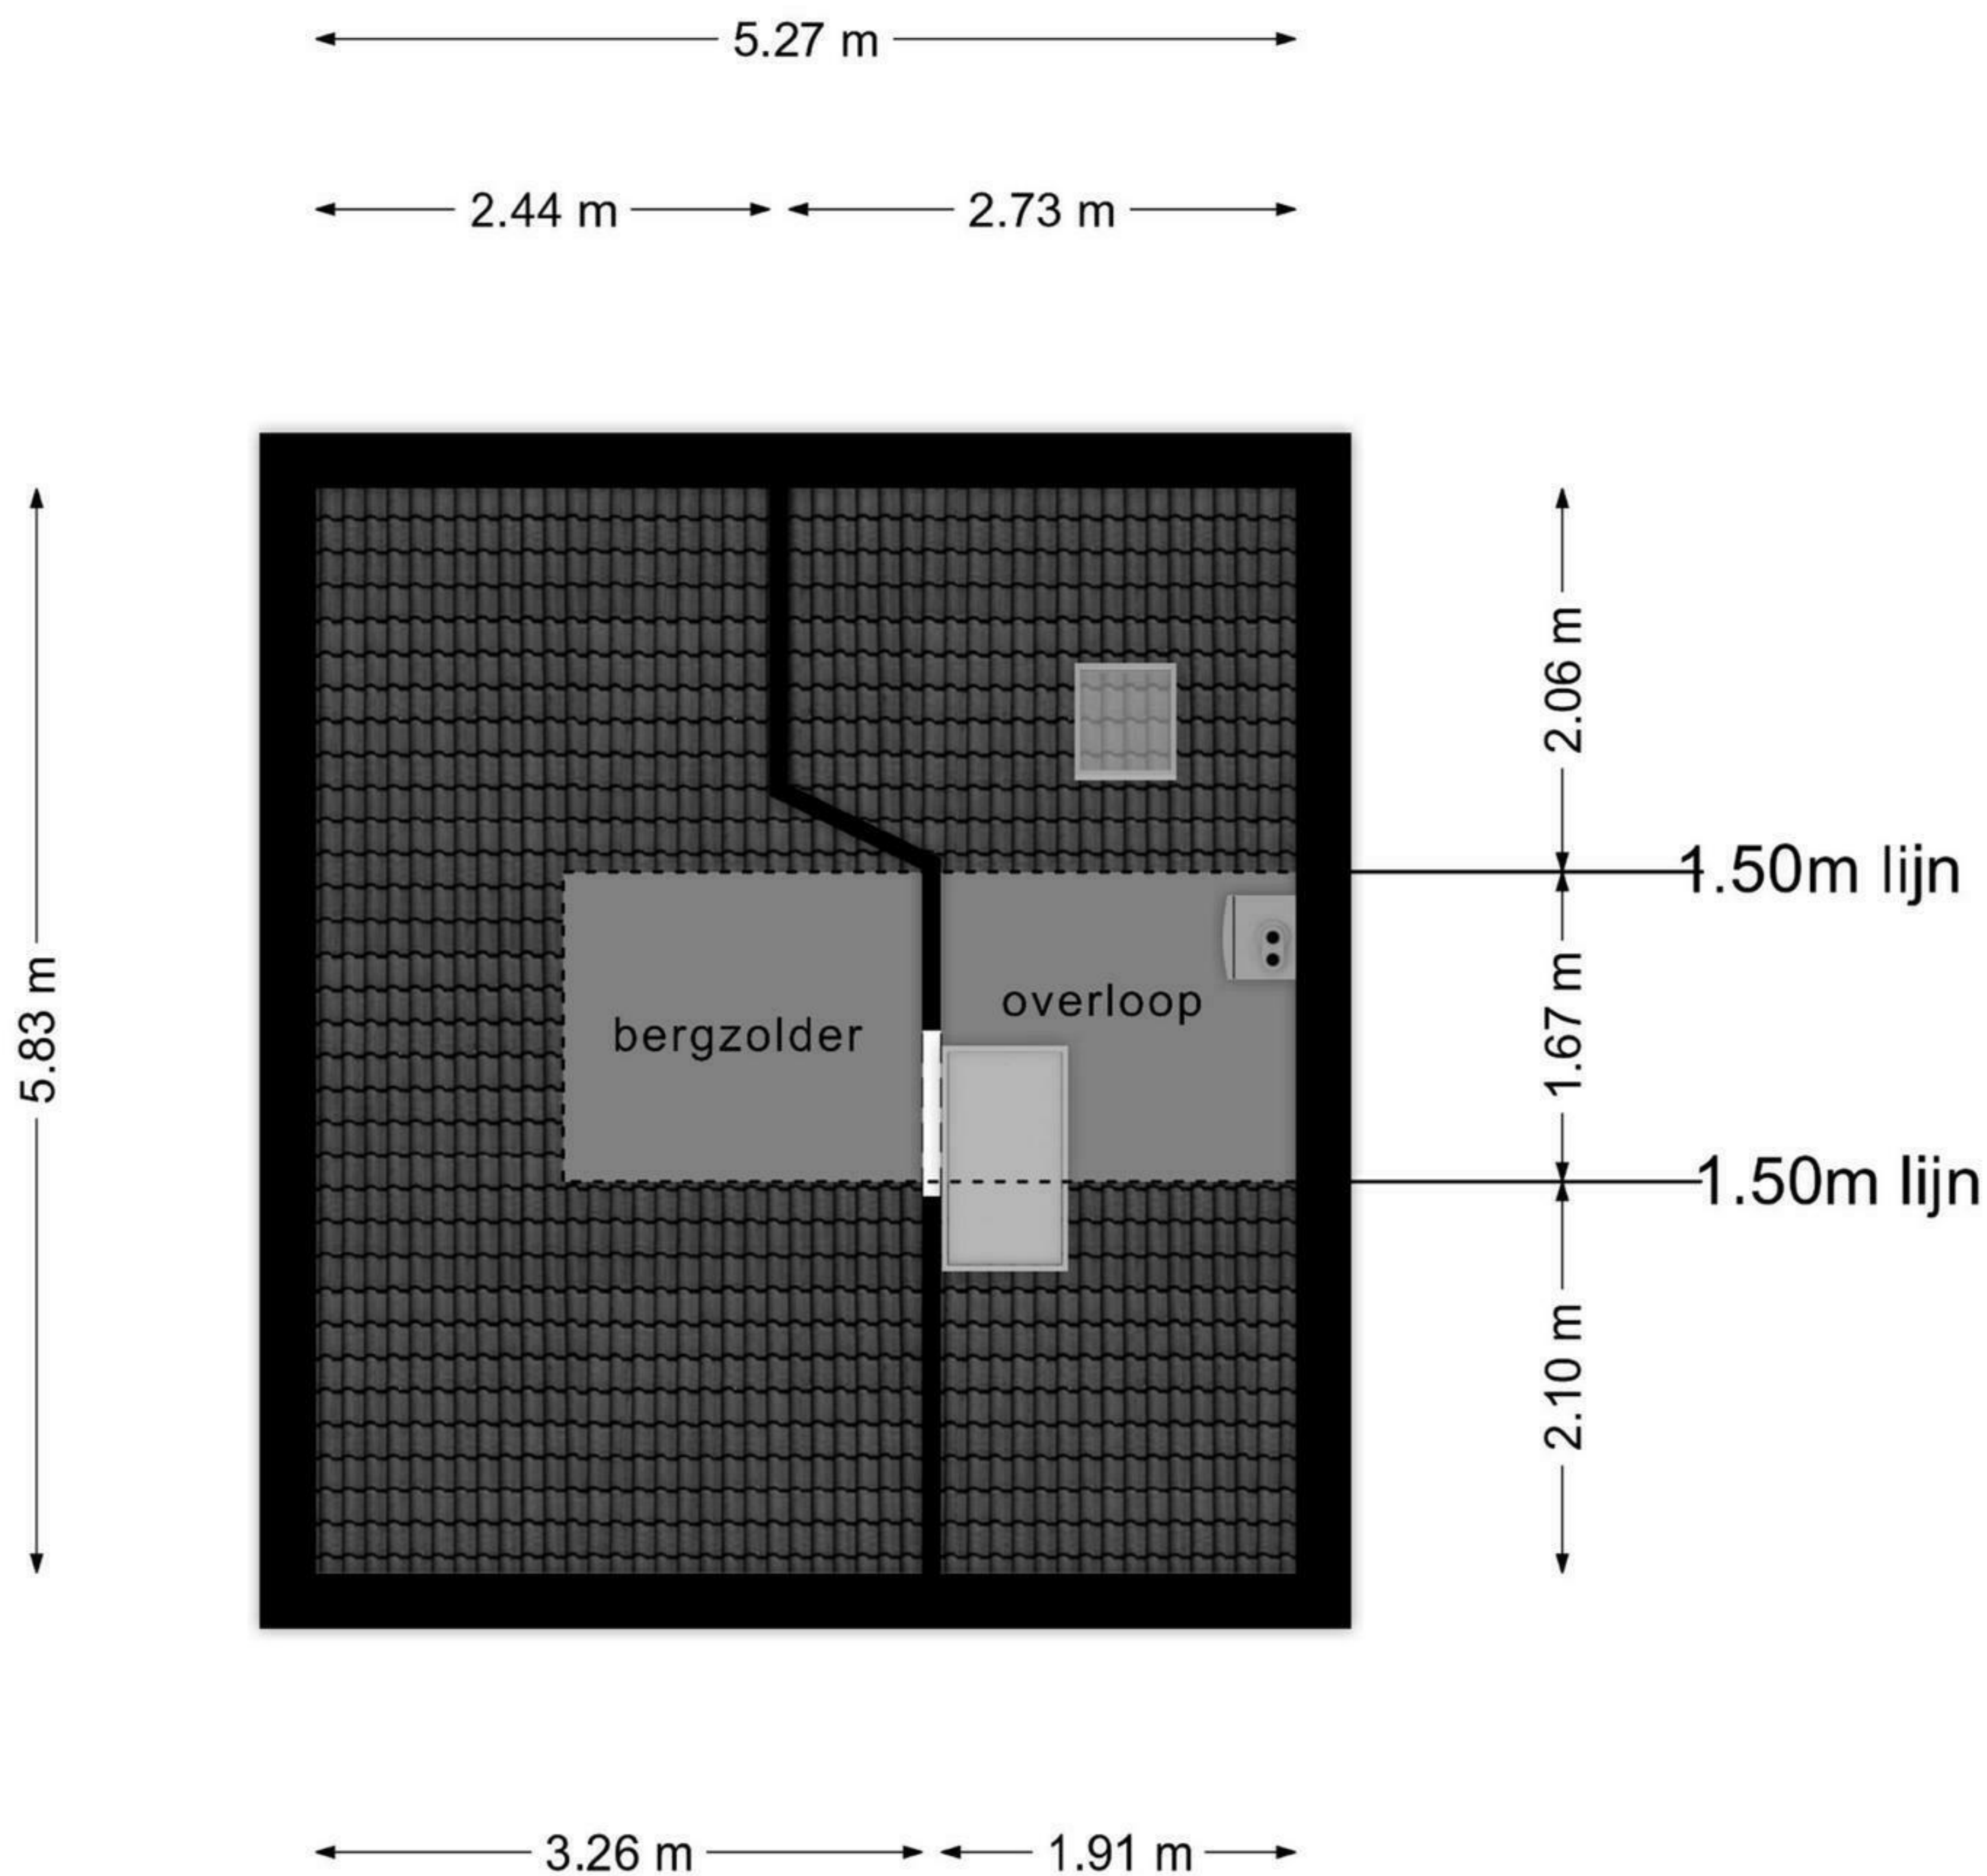 5.27 m
2.44 m
2.73 m
2.06 m
1.50m lijn
5.83 m
bergzolder
overloop
1.67 m
1.50m lijn
2.10 m
3.26 m
1.91 m